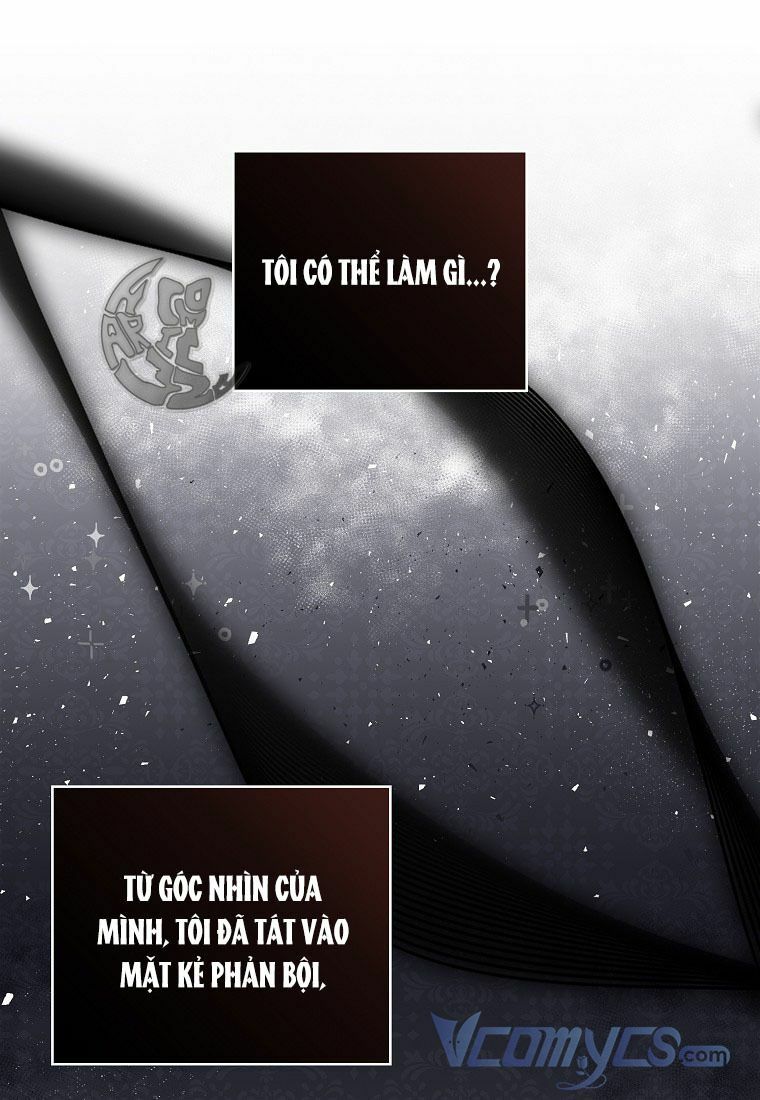 TÔI CÓ THỂ LÀM GÌ...?
TỪ GÓC NHÌN CỦA
MÌNH, TÔI ĐÃ TÁT VÀO
MẶT KẺ PHẢN BỘI,
Vcomycs.com